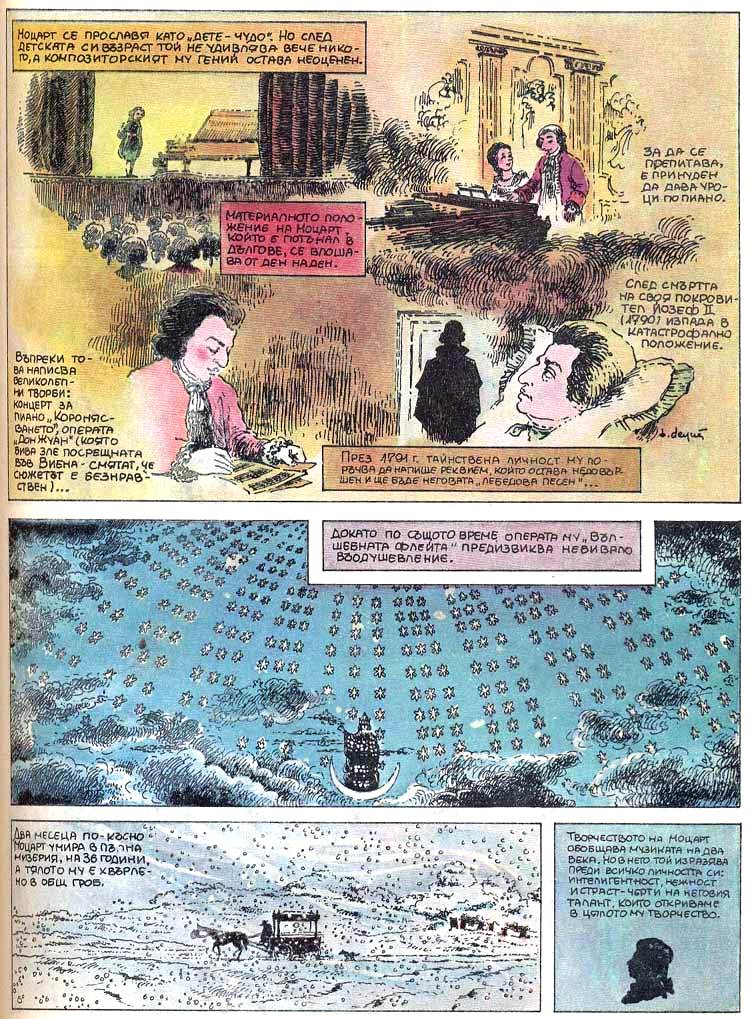 МОЦАРТ СЕ ПРОСЛАВЯ КАТО „ДЕТЕ-ЧУДО“. НО СЛЕД
ДЕТСКАТА СИ ВЪЗРАСТ ТОЙ НЕ УДИВЛЯВА ВЕЧЕ НИКО-
ГО, А КОМПОЗИТОРСКИЯТ МУ ГЕНИЙ ОСТАВА НЕОЦЕНЕН.
ЗА ДА СЕ
ПРЕПИТАВА,
Е ПРИНУДЕН
ДА ДАВА УРО-
ЦИ ПО ПИАНО.
МАТЕРИАЛНОТО ПОЛО-
ЖЕНИЕ НА МОЦАРТ,
КОЙТО Е ПОТЪНАЛ В
ДЪЛГОВЕ, СЕ ВЛОША-
ВА ОТ ДЕН НА ДЕН.
СЛЕД СМЪРТТА
НА СВОЯ ПОКРОВИ-
ТЕЛ ЙОЗЕФ II
(1790) ИЗПАДА В
КАТАСТРОФАЛНО
ПОЛОЖЕНИЕ.
ВЪПРЕКИ ТО-
ВА НАПИСВА
ВЕЛИКОЛЕП-
НИ ТВОРБИ:
КОНЦЕРТ ЗА
ПИАНО „КОРОНЯС-
ВАНЕТО“, ОПЕРАТА
„ДОН ЖУАН“ (КОЯТО
БИВА ЗЛЕ ПОСРЕЩНАТА
ВЪВ ВИЕНА - СМЯТАТ, ЧЕ
СЮЖЕТЪТ Е БЕЗНРАВ-
СТВЕН)...
ПРЕЗ 1791 Г. ТАЙНСТВЕНА ЛИЧНОСТ МУ ПО-
РЪЧВА ДА НАПИШЕ РЕКВИЕМ, КОЙТО ОСТАВА НЕДОВЪР-
ШЕН И ЩЕ БЪДЕ НЕГОВАТА „ЛЕБЕДОВА ПЕСЕН“...
ДОКАТО ПО СЪЩОТО ВРЕМЕ ОПЕРАТА МУ „ВЪЛ-
ШЕБНАТА ФЛЕЙТА“ ПРЕДИЗВИКВА НЕБИВАЛО
ВЪОДУШЕВЛЕНИЕ.
ДВА МЕСЕЦА ПО-КЪСНО
МОЦАРТ УМИРА В ПЪЛНА
МИЗЕРИЯ, НА 36 ГОДИНИ,
А ТЯЛОТО МУ Е ХВЪРЛЕ-
НО В ОБЩ ГРОБ.
ТВОРЧЕСТВОТО НА МОЦАРТ
ОБОБЩАВА МУЗИКАТА НА ДВА
ВЕКА. НО В НЕГО ТОЙ ИЗРАЗЯВА
ПРЕДИ ВСИЧКО ЛИЧНОСТТА СИ:
ИНТЕЛИГЕНТНОСТ, НЕЖНОСТ
И СТРАСТ - ЧЕРТИ НА НЕГОВИЯ
ТАЛАНТ, КОИТО ОТКРИВАМЕ
В ЦЯЛОТО МУ ТВОРЧЕСТВО.